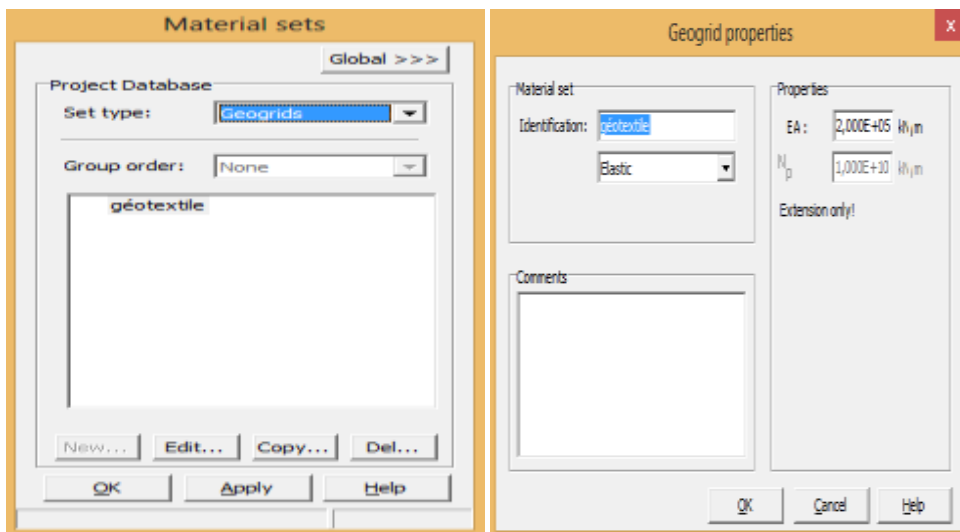 Material sets
Global >>>
Project Database
Set type: Geogrids
Group order: None
géotextile
New... Edit... Copy... Del...
OK Apply Help
Geogrid properties
x
Material set
Identification: géotextile
Elastic
Comments
Properties
EA : 2,000E+05 kN/m
Np 1,000E+10 kN/m
Extension only!
OK Cancel Help